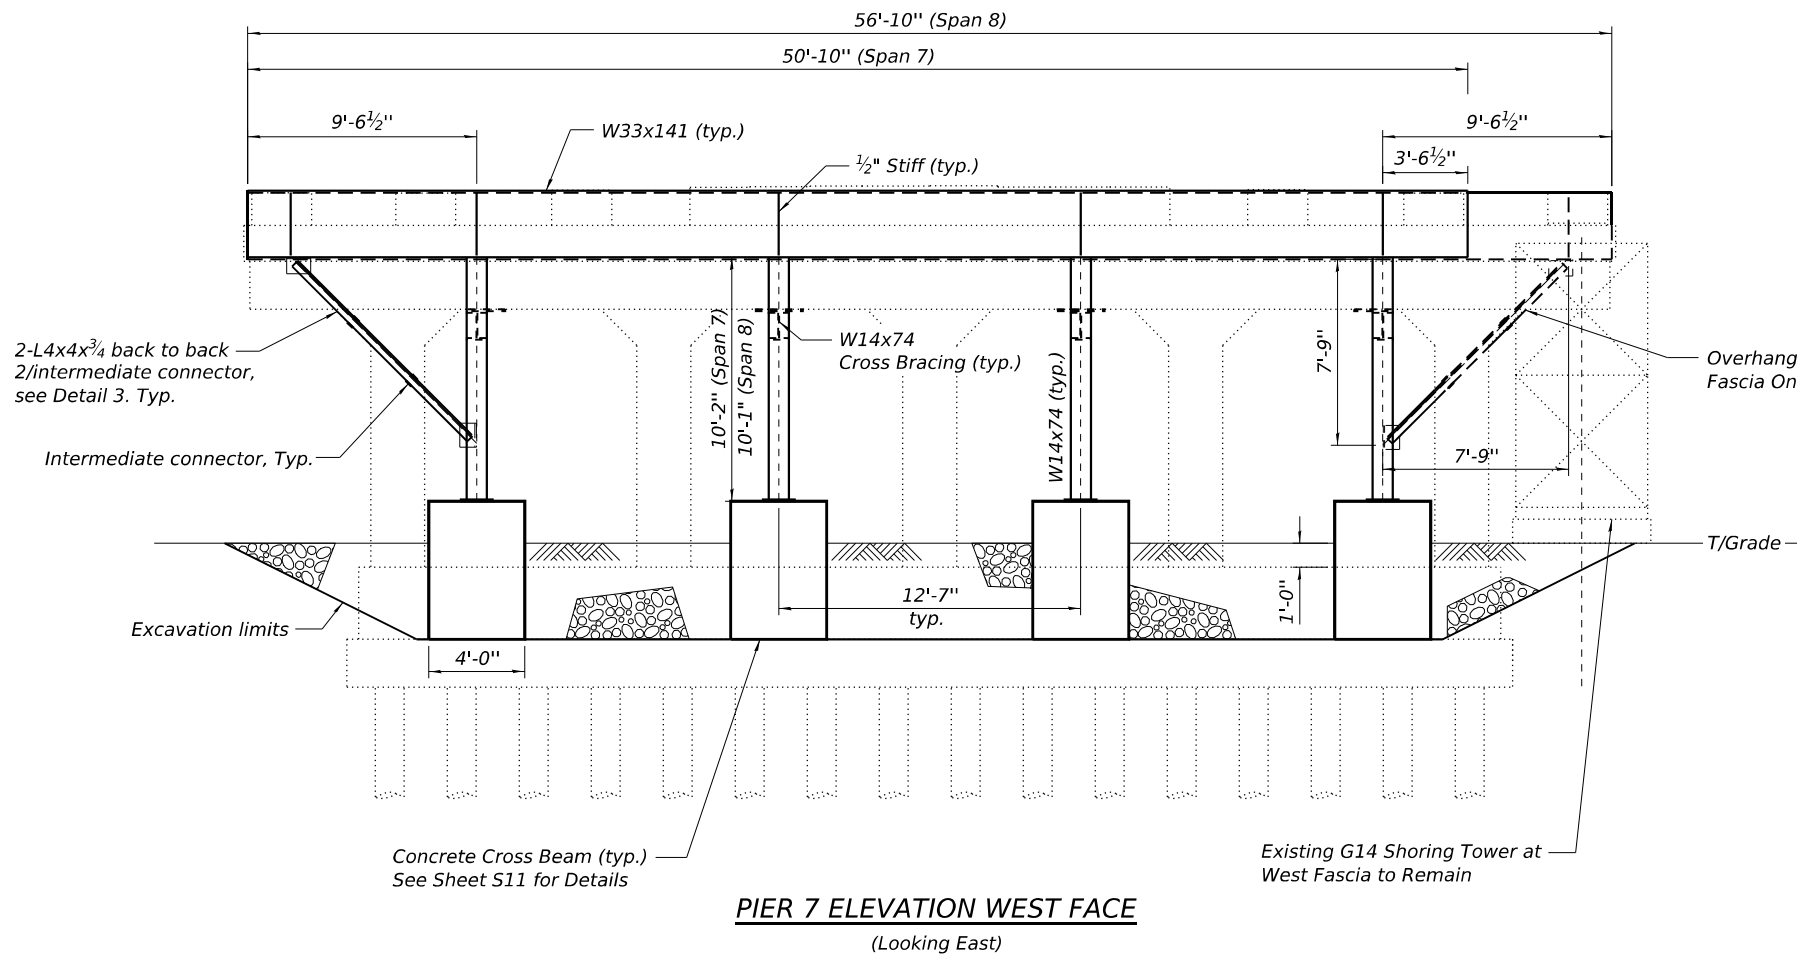 56'-10" (Span 8)
50'-10" (Span 7)
9'-6½"
9'-6½"
W33x141 (typ.)
3'-6½"
½" Stiff (typ.)
2-L4x4x¾ back to back
2/intermediate connector,
see Detail 3. Typ.
Intermediate connector, Typ.
10'-2" (Span 7)
10'-1" (Span 8)
W14x74
Cross Bracing (typ.)
W14x74 (typ.)
7'-9"
7'-9"
Overhang
Fascia On
T/Grade
12'-7"
typ.
1'-0"
Excavation limits
4'-0"
Concrete Cross Beam (typ.)
See Sheet S11 for Details
Existing G14 Shoring Tower at
West Fascia to Remain
PIER 7 ELEVATION WEST FACE
(Looking East)